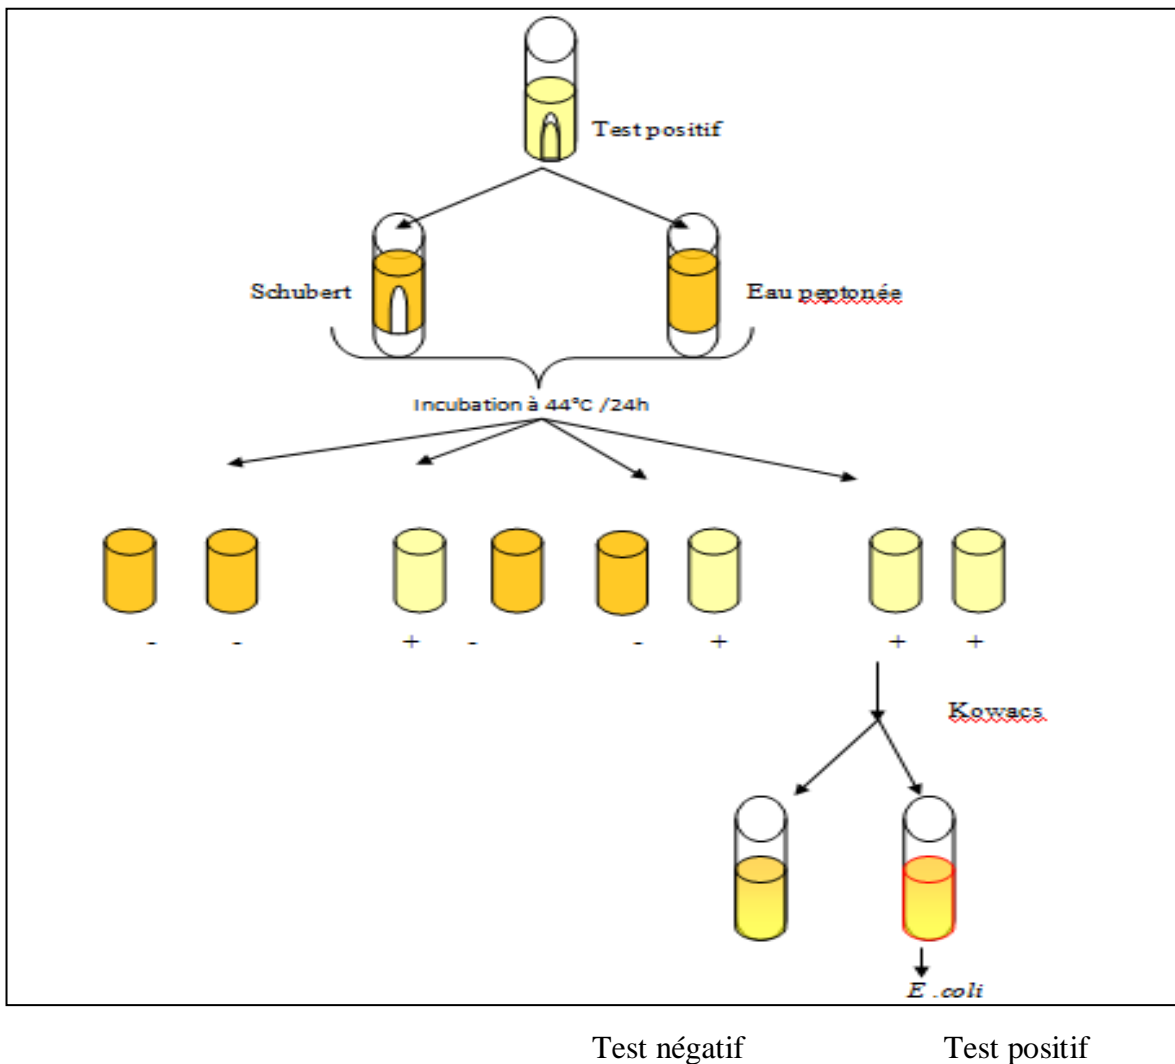 Test positif
Schubert
Eau peptonée
Incubation à 44°C /24h
- - + - - + + +
Kowacs
E .coli
Test négatif Test positif